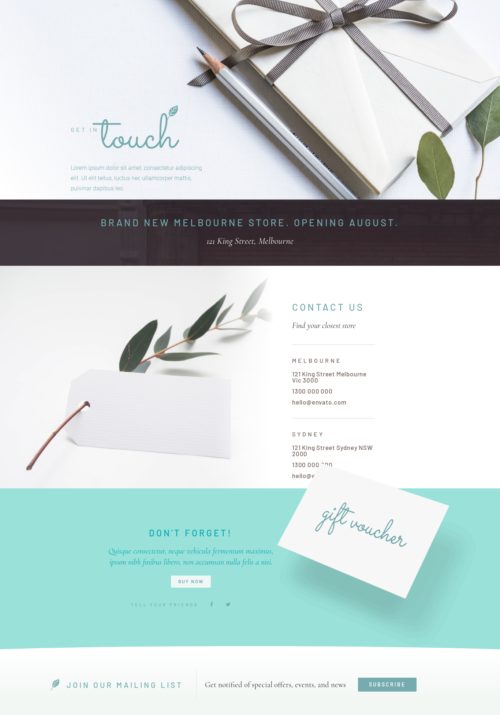 GET IN touch
Lorem ipsum dolor sit amet, consectetur adipiscing
elit. Ut elit tellus, luctus nec ullamcorper mattis,
pulvinar dapibus leo.
BRAND NEW MELBOURNE STORE. OPENING AUGUST.
121 King Street, Melbourne
CONTACT US
Find your closest store
MELBOURNE
121 King Street Melbourne
Vic 3000
1300 000 000
hello@envato.com
SYDNEY
121 King Street Sydney NSW
2000
1300 000
hello@
gift voucher
DON'T FORGET!
Quisque consectetur, neque vehicula fermentum maximus,
ipsum nibh finibus libero, non accumsan nulla felis a nisi.
BUY NOW
TELL YOUR FRIENDS
JOIN OUR MAILING LIST
Get notified of special offers, events, and news
SUBSCRIBE